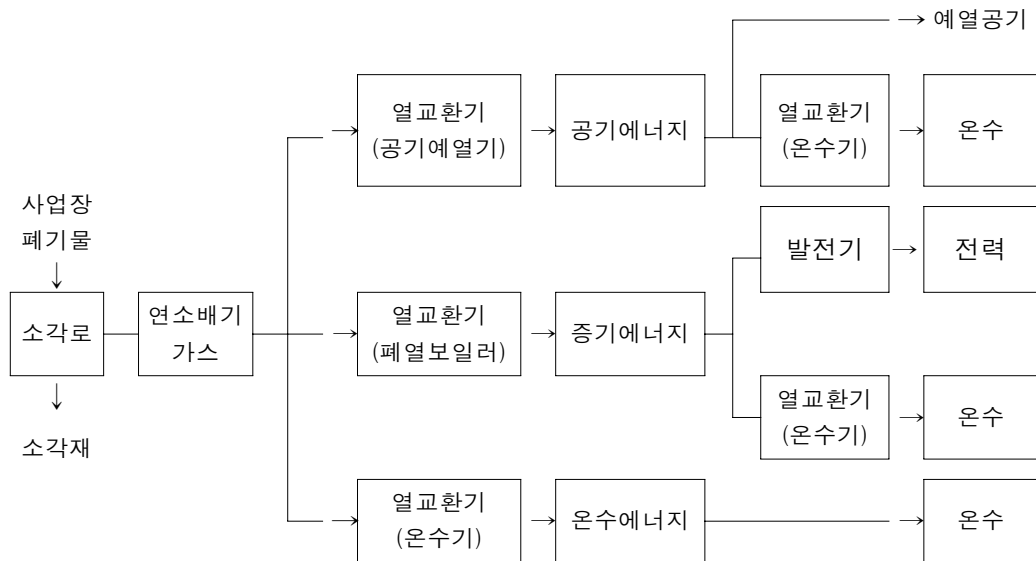 예열공기
열교환기
(공기예열기)
공기에너지
열교환기
(온수기)
온수
사업장
폐기물
발전기
전력
소각로
연소배기
가스
열교환기
(폐열보일러)
증기에너지
열교환기
(온수기)
온수
소각재
열교환기
(온수기)
온수에너지
온수